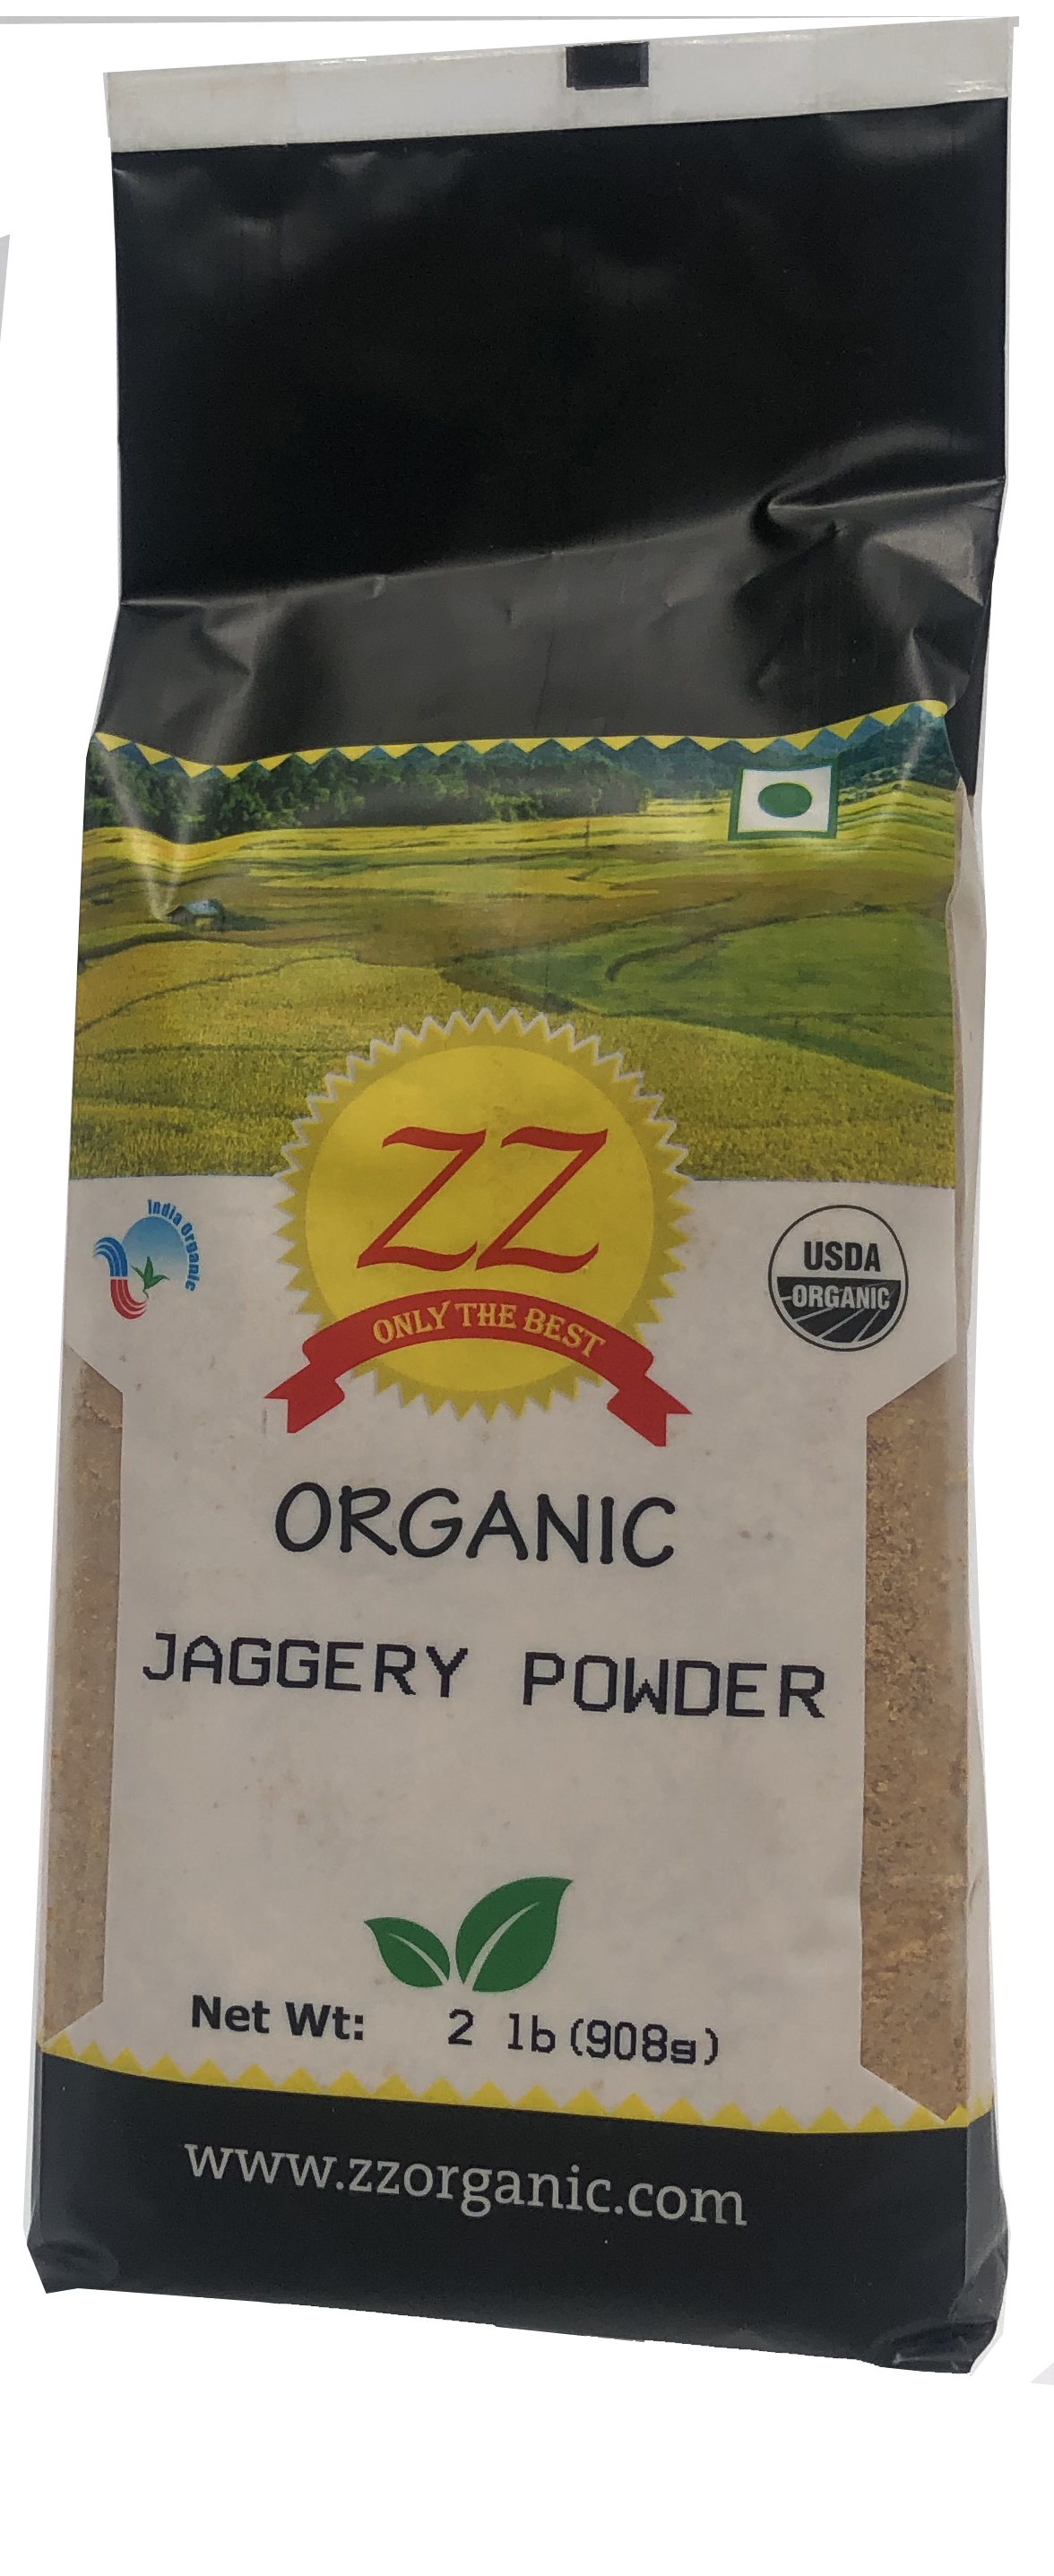 ZZ
ONLY THE BEST
India Organic
USDA
ORGANIC
ORGANIC
JAGGERY POWDER
Net Wt: 2 lb (908g)
www.zzorganic.com